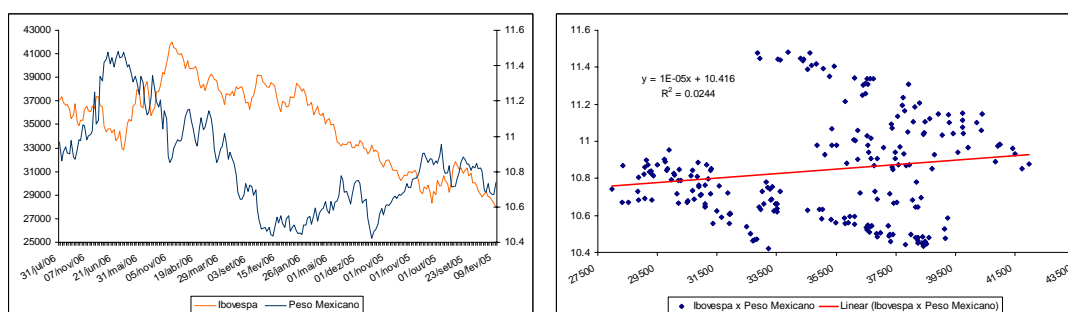 43000
41000
39000
37000
35000
33000
31000
29000
27000
25000
11.6
11.4
11.2
11
10.8
10.6
10.4
31/jul/06
07/nov/06
21/jun/06
31/mai/06
05/nov/06
19/abr/06
29/mar/06
03/set/06
15/fev/06
26/jan/06
01/mai/06
01/dez/05
01/nov/05
01/nov/05
01/out/05
23/set/05
09/fev/05
Ibovespa Peso Mexicano
11.6
11.4
11.2
11.0
10.8
10.6
10.4
y = 1E-05x + 10.416
R² = 0.0244
27500
29500
31500
33500
35500
37500
39500
41500
43500
Ibovespa x Peso Mexicano Linear (Ibovespa x Peso Mexicano)